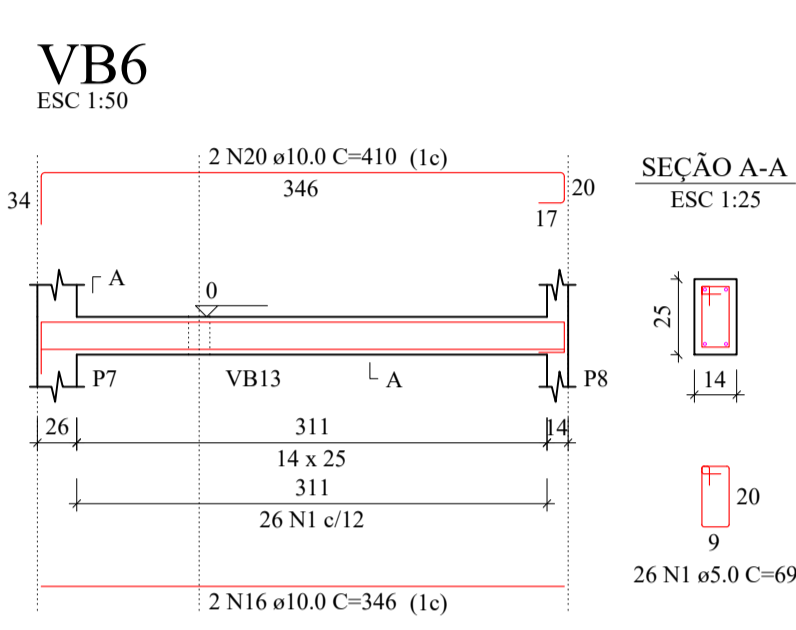 VB6
ESC 1:50
2 N20 ø10.0 C=410 (1c)
346
34
20
17
SEÇÃO A-A
ESC 1:25
A
0
25
14
P7
VB13
A
P8
26
311
14
14 x 25
311
26 N1 c/12
20
9
26 N1 ø5.0 C=69
2 N16 ø10.0 C=346 (1c)